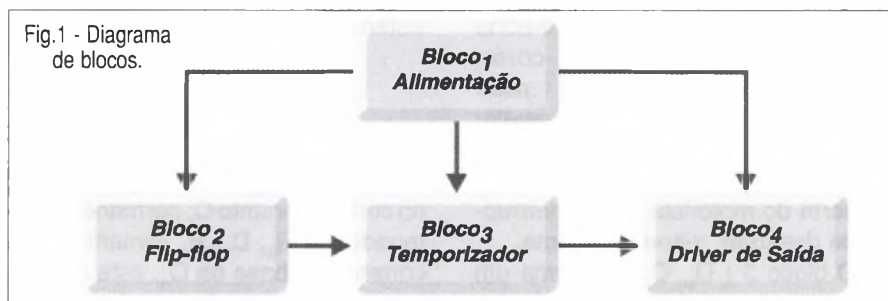 Fig.1 - Diagrama
de blocos.
Bloco1
Alimentação
Bloco2
Flip-flop
Bloco3
Temporizador
Bloco4
Driver de Saída